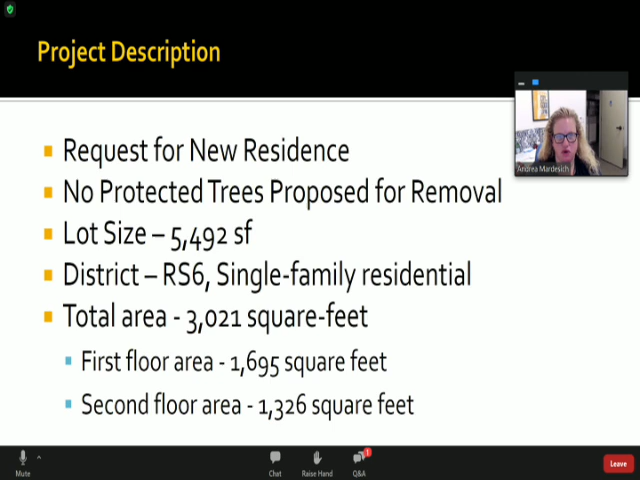 Project Description
Request for New Residence
No Protected Trees Proposed for Removal
Lot Size – 5,492 sf
District – RS6, Single-family residential
Total area - 3,021 square-feet
First floor area - 1,695 square feet
Second floor area - 1,326 square feet
Andrea Mardesich
Mute
Chat
Raise Hand
Q&A
1
Leave